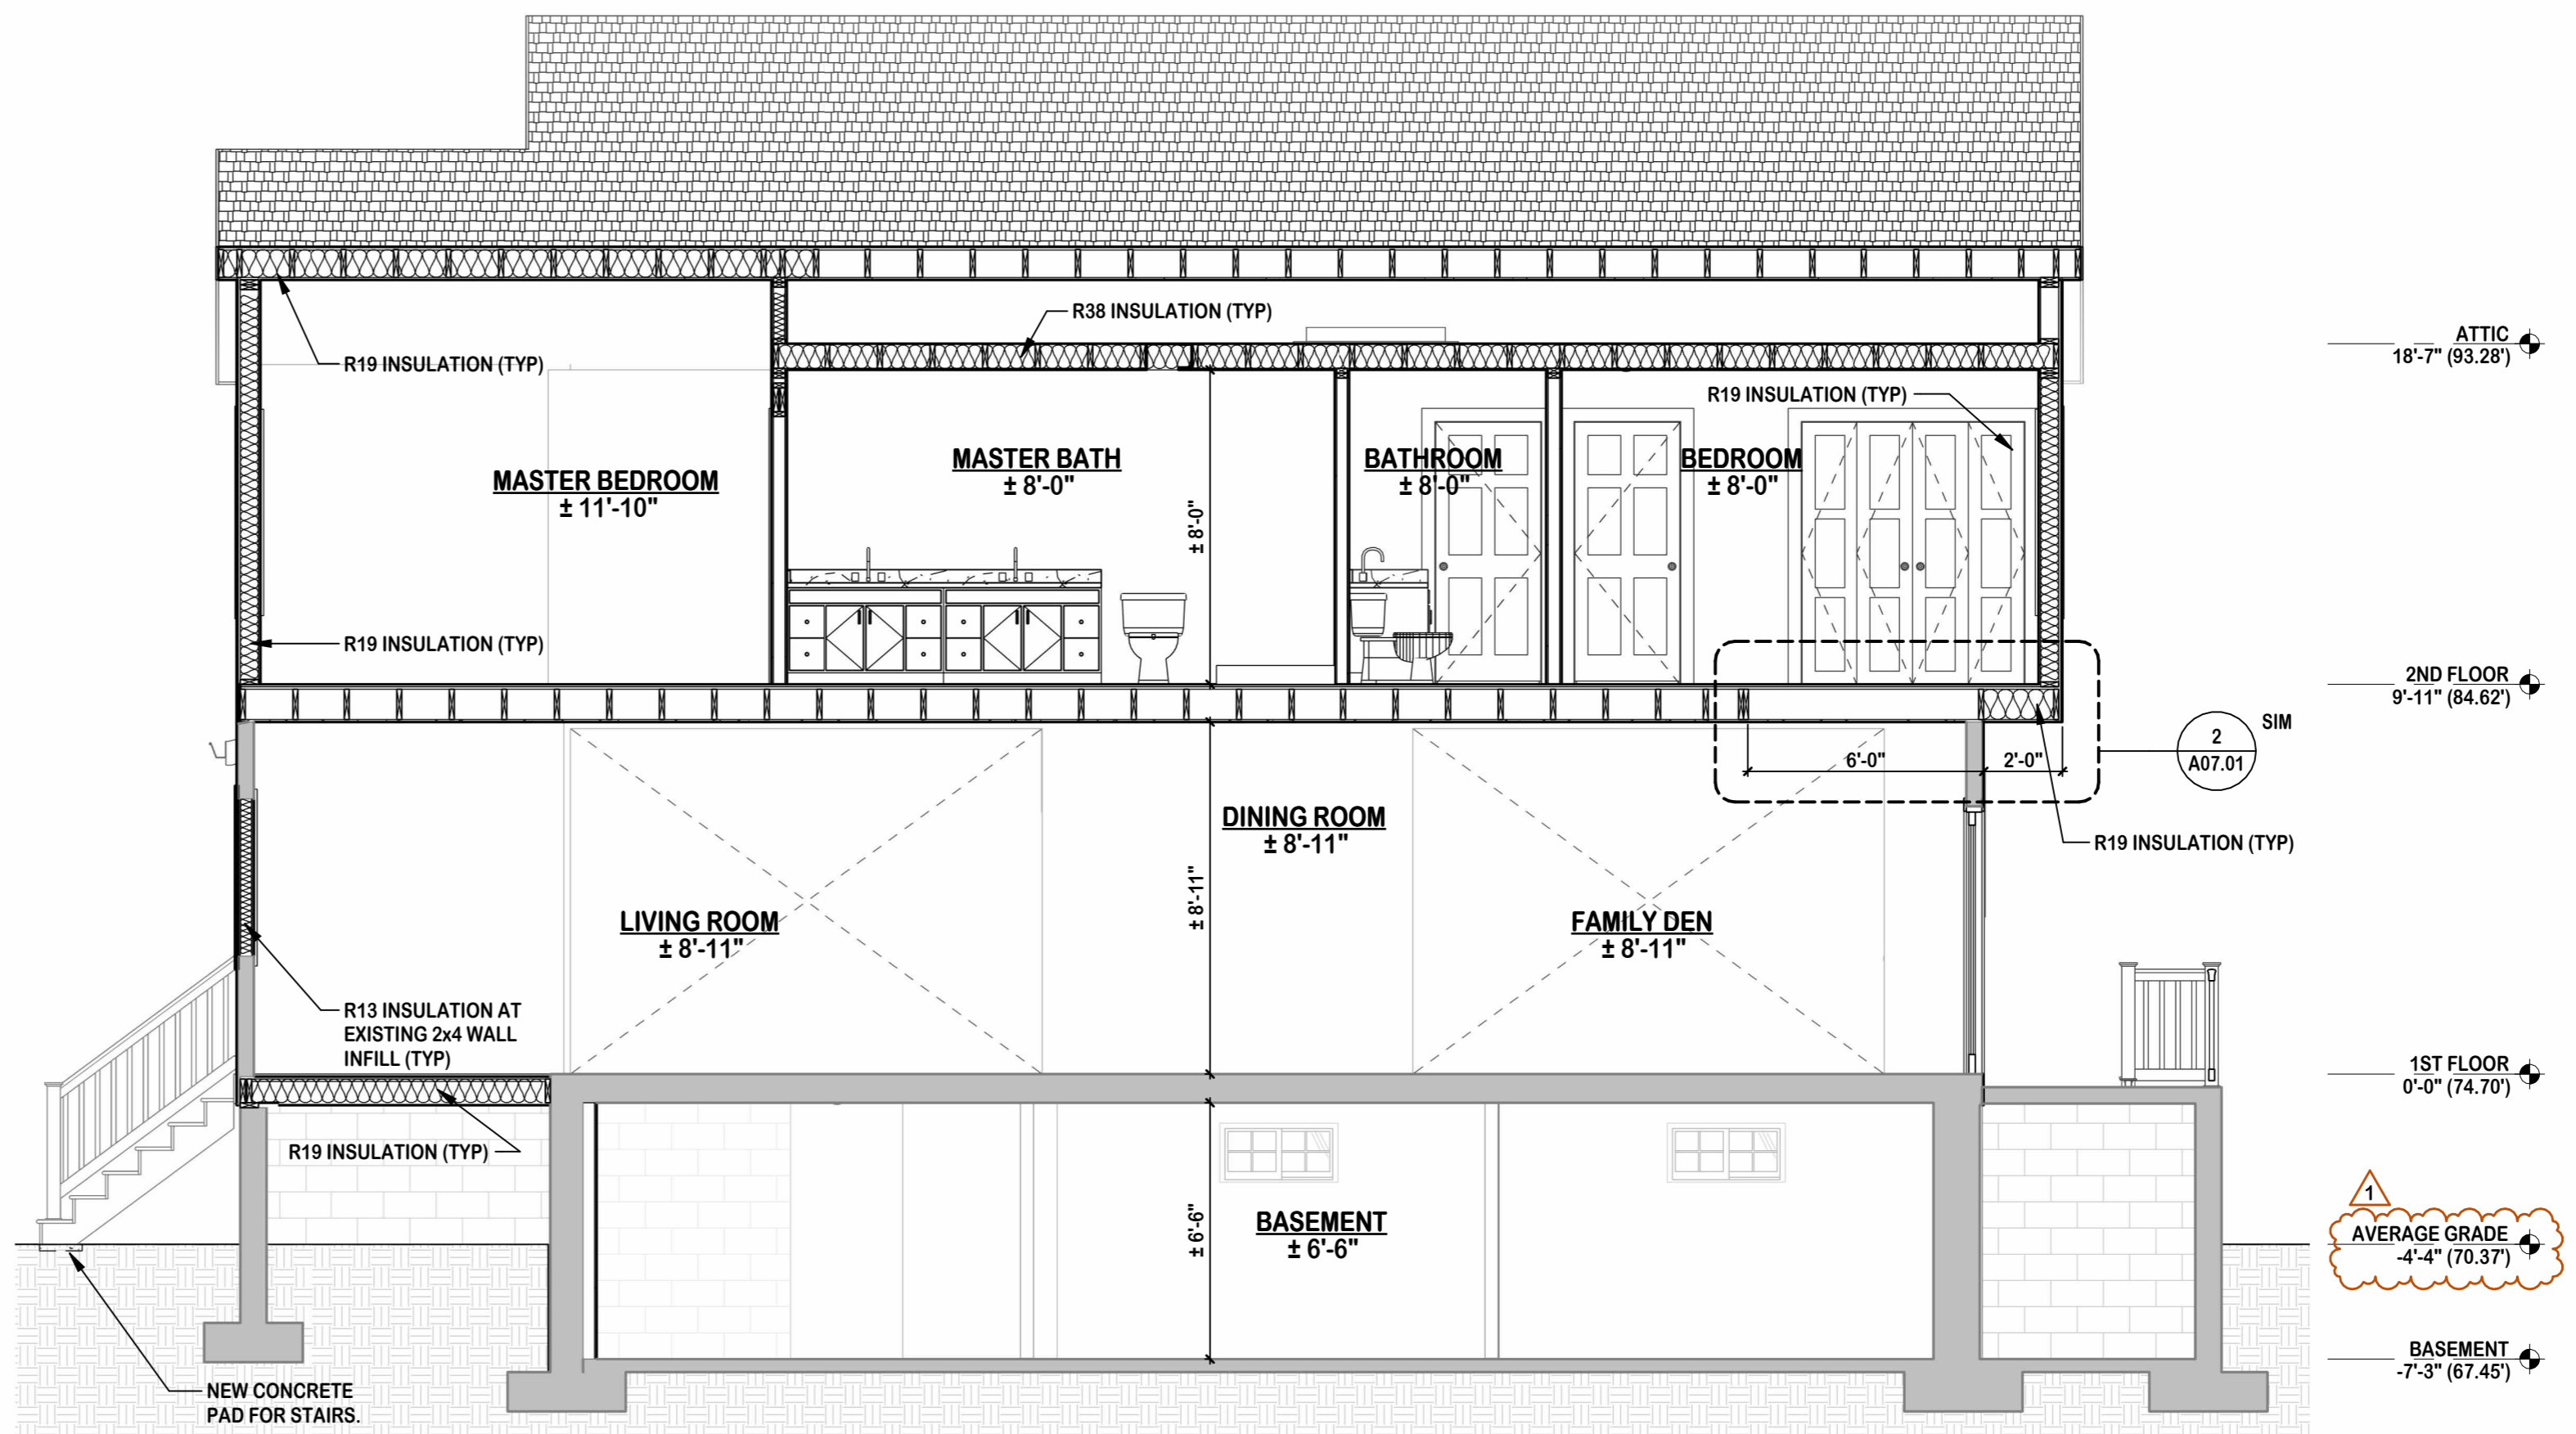 R38 INSULATION (TYP)
R19 INSULATION (TYP)
ATTIC
18'-7" (93.28')
R19 INSULATION (TYP)
MASTER BEDROOM
± 11'-10"
MASTER BATH
± 8'-0"
± 8'-0"
BATHROOM
± 8'-0"
BEDROOM
± 8'-0"
R19 INSULATION (TYP)
2ND FLOOR
9'-11" (84.62')
2
A07.01
SIM
6'-0"
2'-0"
R19 INSULATION (TYP)
DINING ROOM
± 8'-11"
± 8'-11"
LIVING ROOM
± 8'-11"
FAMILY DEN
± 8'-11"
R13 INSULATION AT
EXISTING 2x4 WALL
INFILL (TYP)
1ST FLOOR
0'-0" (74.70')
R19 INSULATION (TYP)
± 6'-6"
BASEMENT
± 6'-6"
1
AVERAGE GRADE
-4'-4" (70.37')
BASEMENT
-7'-3" (67.45')
NEW CONCRETE
PAD FOR STAIRS.